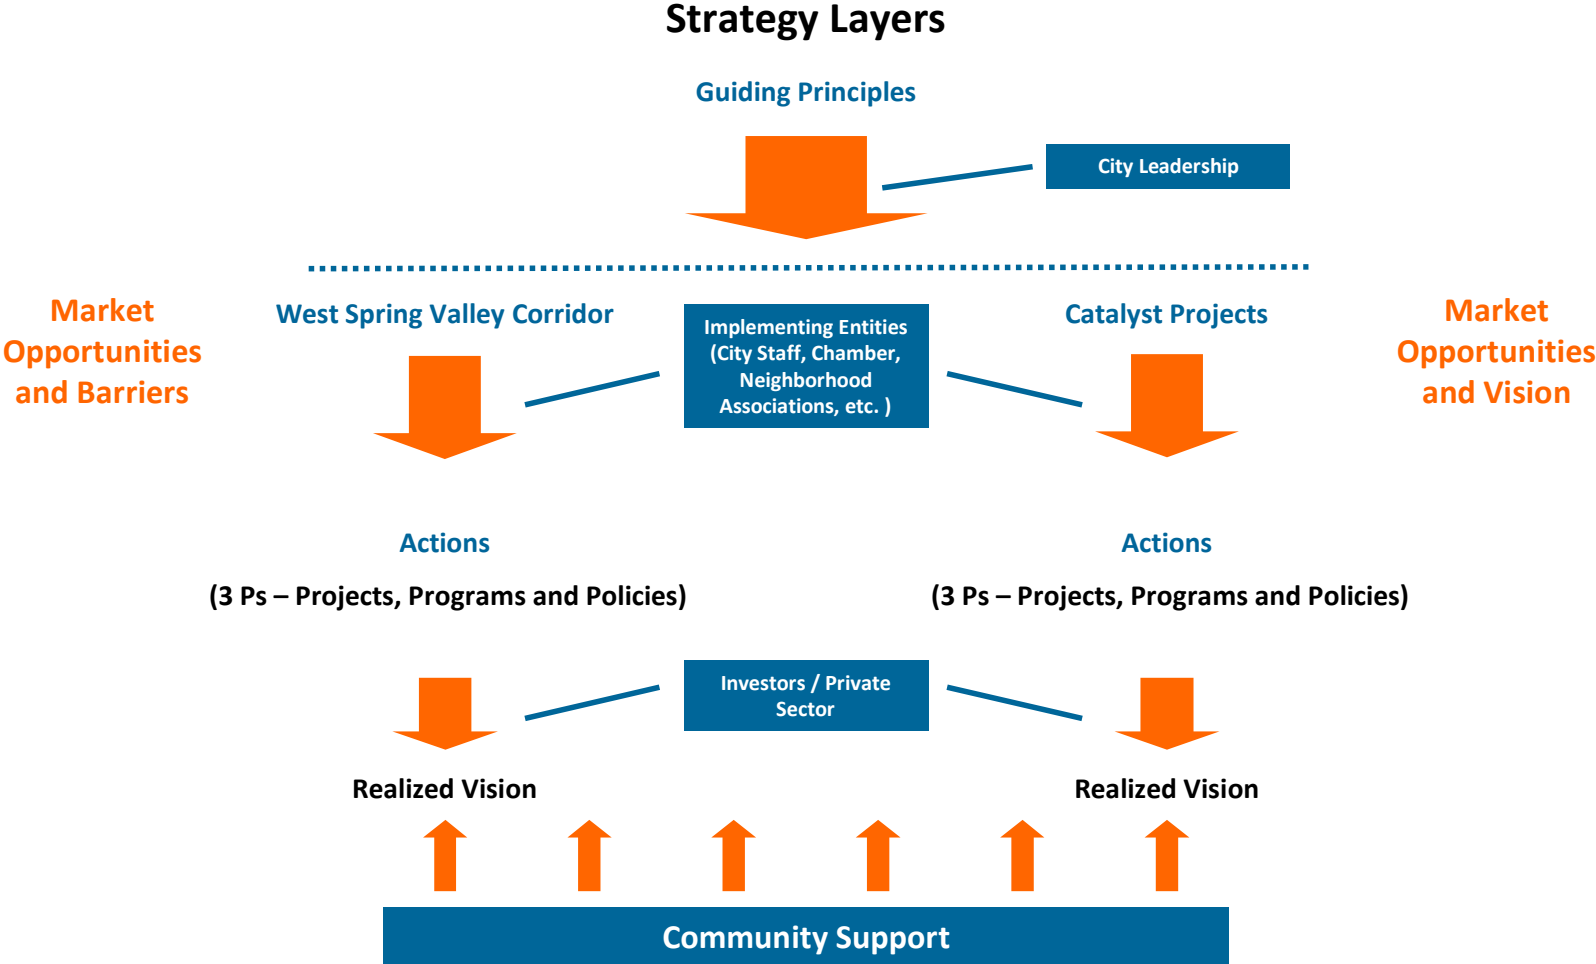 Strategy Layers
Guiding Principles
City Leadership
Market
Opportunities
and Barriers
West Spring Valley Corridor
Implementing Entities
(City Staff, Chamber,
Neighborhood
Associations, etc. )
Catalyst Projects
Market
Opportunities
and Vision
Actions
(3 Ps – Projects, Programs and Policies)
Actions
(3 Ps – Projects, Programs and Policies)
Investors / Private
Sector
Realized Vision
Realized Vision
Community Support